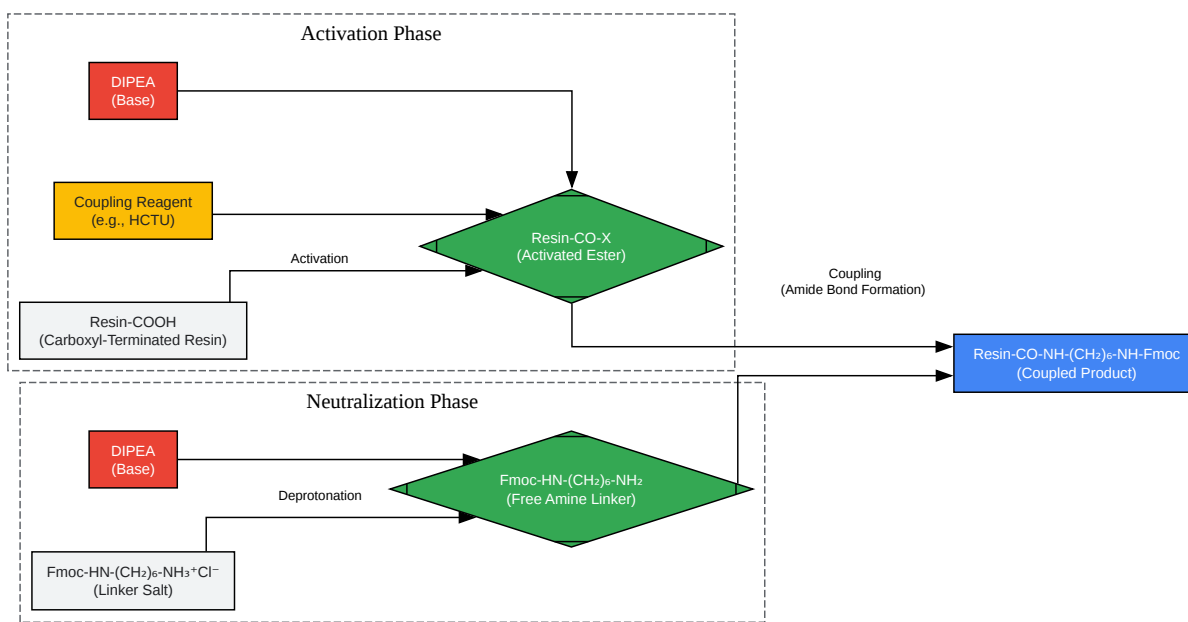 Activation Phase
DIPEA
(Base)
Coupling Reagent
(e.g., HCTU)
Resin-CO-X
(Activated Ester)
Activation
Resin-COOH
(Carboxyl-Terminated Resin)
Coupling
(Amide Bond Formation)
Resin-CO-NH-(CH₂)₆-NH-Fmoc
(Coupled Product)
Neutralization Phase
DIPEA
(Base)
Fmoc-HN-(CH₂)₆-NH₂
(Free Amine Linker)
Deprotonation
Fmoc-HN-(CH₂)₆-NH₃⁺Cl⁻
(Linker Salt)